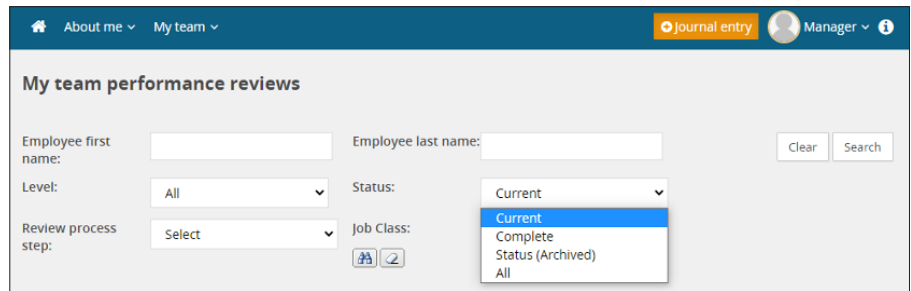 About me My team Journal entry Manager
My team performance reviews
Employee first name: Employee last name: Clear Search
Level: All Status: Current
Review process step: Select Job Class:
Current
Complete
Status (Archived)
All